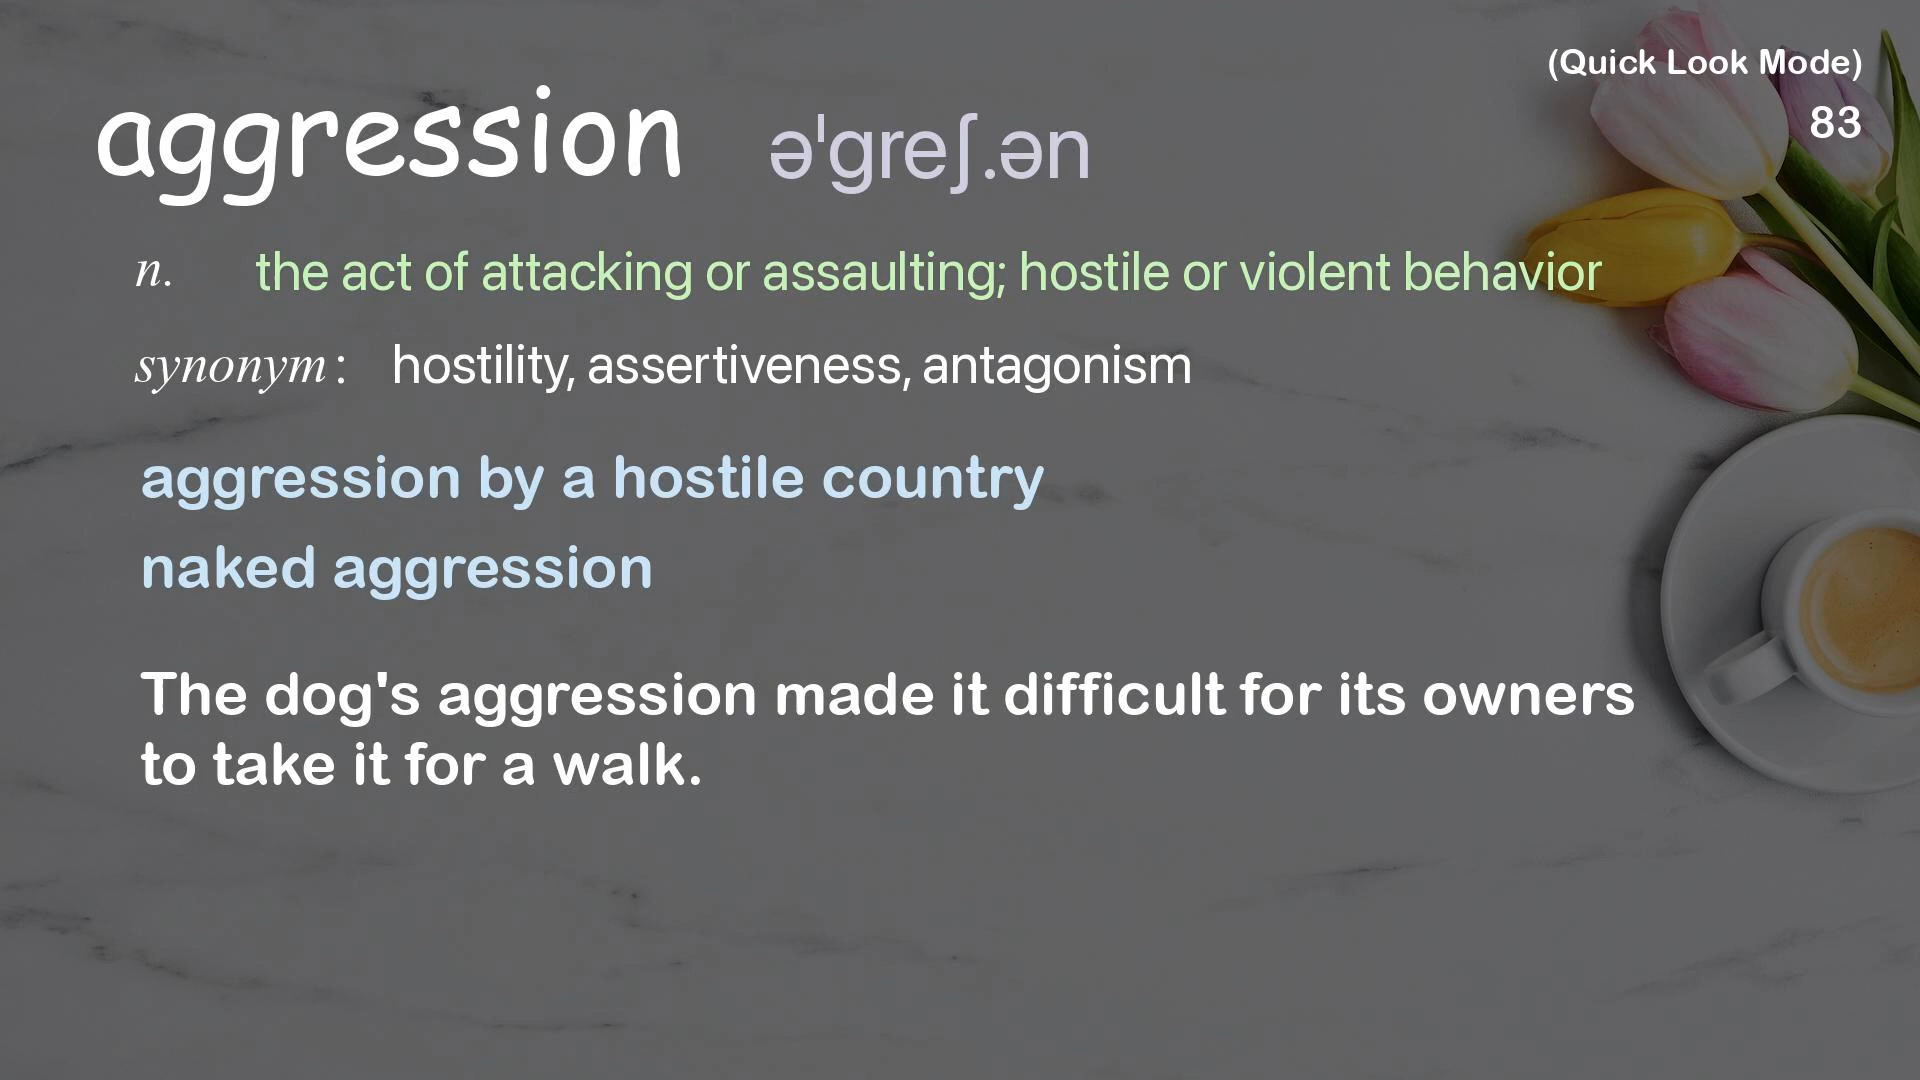 (Quick Look Mode)
83
aggression əˈɡreʃ.ən
n. the act of attacking or assaulting; hostile or violent behavior
synonym: hostility, assertiveness, antagonism
aggression by a hostile country
naked aggression
The dog's aggression made it difficult for its owners
to take it for a walk.